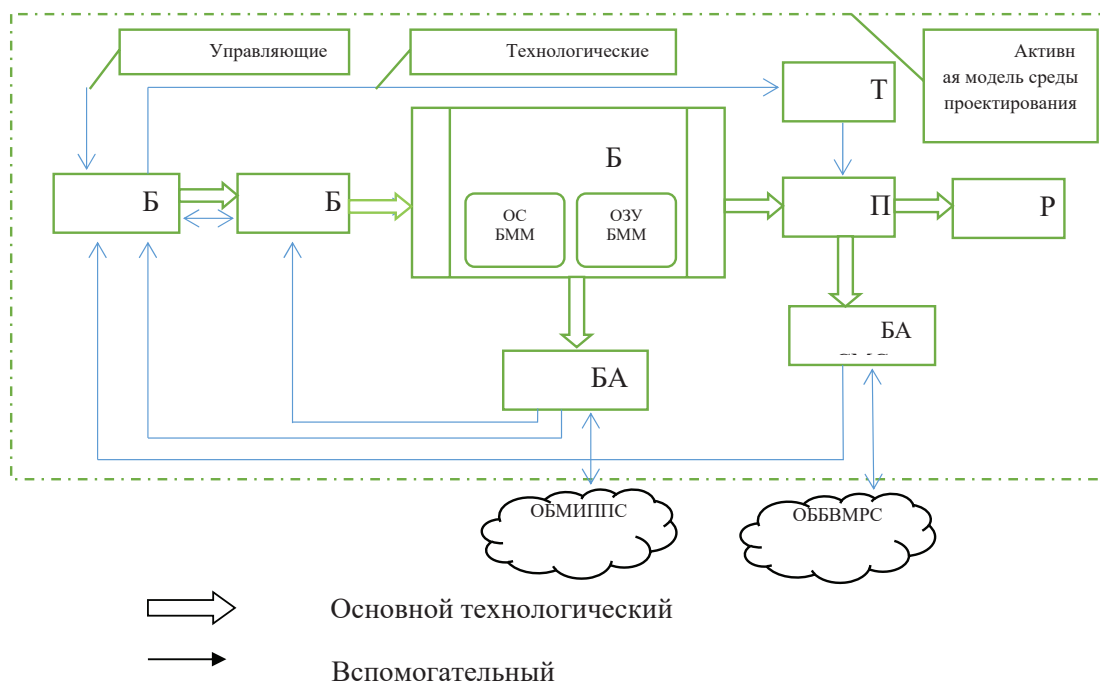 Управляющие
Технологические
Активн
ая модель среды
проектирования
Т
Б
Б
Б
ОС
БММ
ОЗУ
БММ
П
Р
БА
БА
ОБМИППС
ОББВМРС
Основной технологический
Вспомогательный